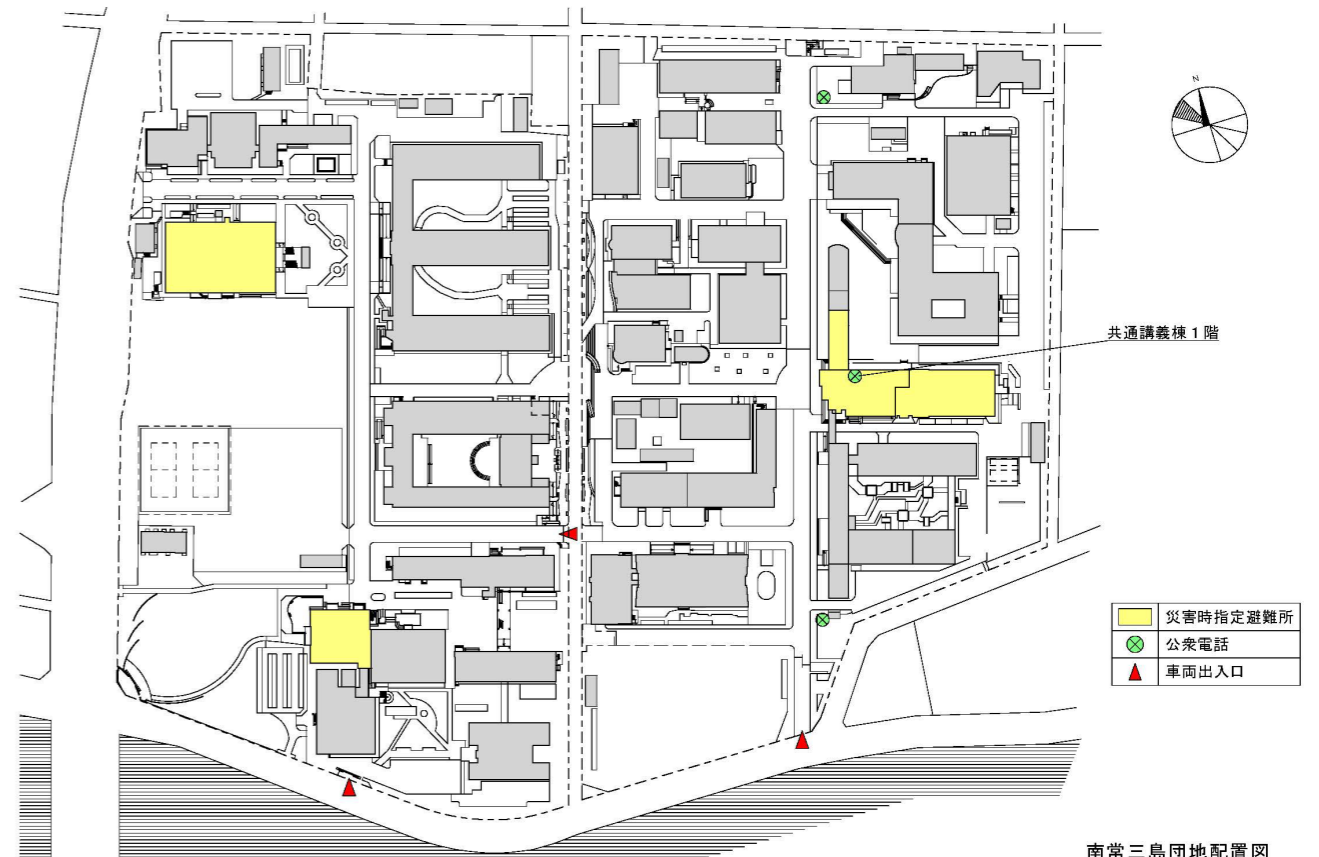 N
共通講義棟１階
災害時指定避難所
公衆電話
車両出入口
南常三島団地配置図